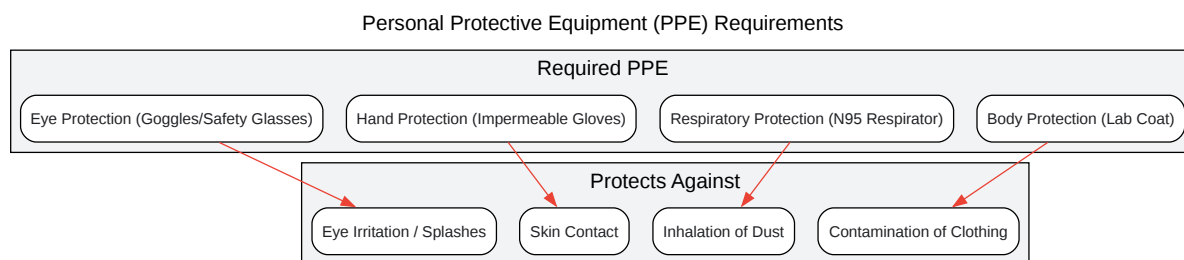 Personal Protective Equipment (PPE) Requirements
Required PPE
Eye Protection (Goggles/Safety Glasses)
Hand Protection (Impermeable Gloves)
Respiratory Protection (N95 Respirator)
Body Protection (Lab Coat)
Protects Against
Eye Irritation / Splashes
Skin Contact
Inhalation of Dust
Contamination of Clothing